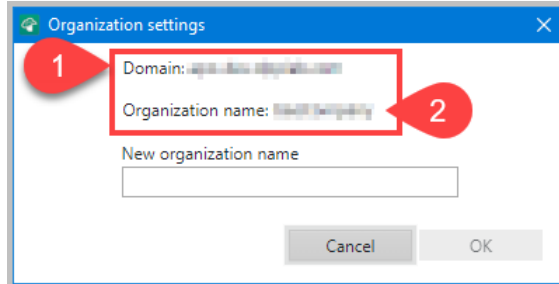 Organization settings
1
Domain:
Organization name:
2
New organization name
Cancel OK